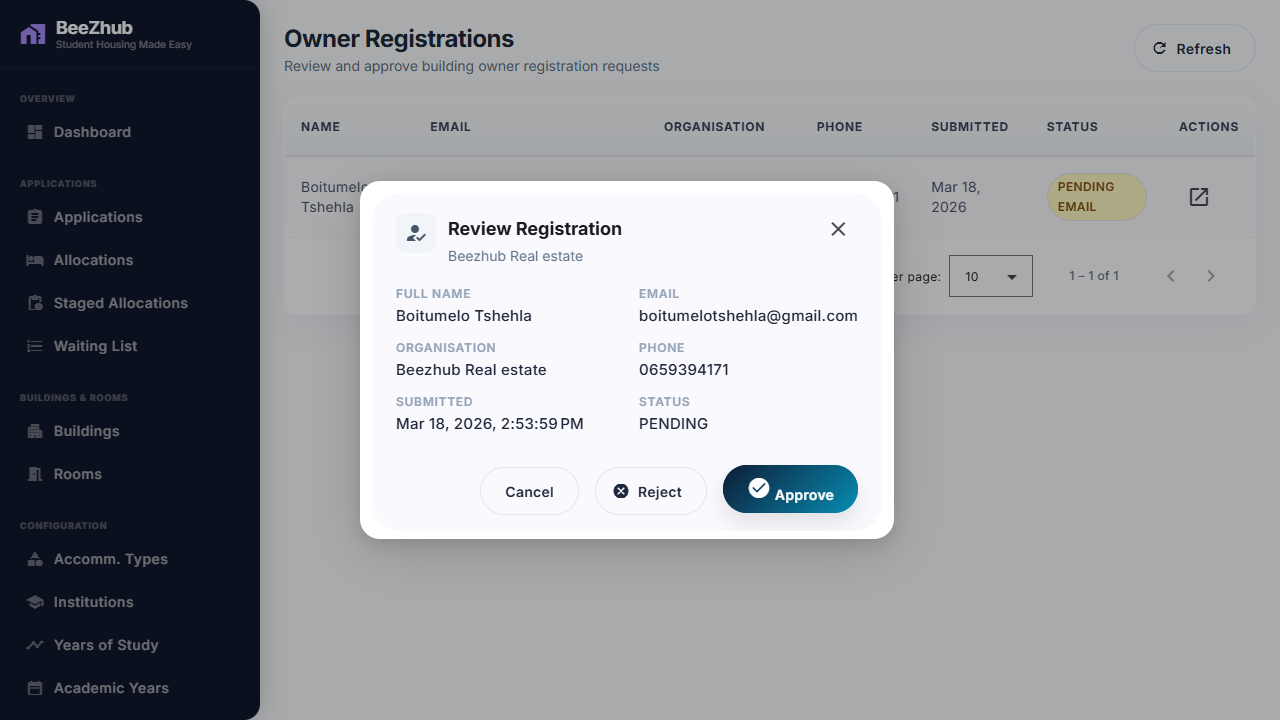 BeeZhub
Student Housing Made Easy
OVERVIEW
Dashboard
APPLICATIONS
Applications
Allocations
Staged Allocations
Waiting List
BUILDINGS & ROOMS
Buildings
Rooms
CONFIGURATION
Accomm. Types
Institutions
Years of Study
Academic Years
Owner Registrations
Review and approve building owner registration requests
Refresh
NAME EMAIL ORGANISATION PHONE SUBMITTED STATUS ACTIONS
Boitumelo
Tshehla
1
Mar 18,
2026
PENDING
EMAIL
er page: 10 1 – 1 of 1
Review Registration
Beezhub Real estate
FULL NAME
Boitumelo Tshehla
EMAIL
boitumelotshehla@gmail.com
ORGANISATION
Beezhub Real estate
PHONE
0659394171
SUBMITTED
Mar 18, 2026, 2:53:59 PM
STATUS
PENDING
Cancel
Reject
Approve